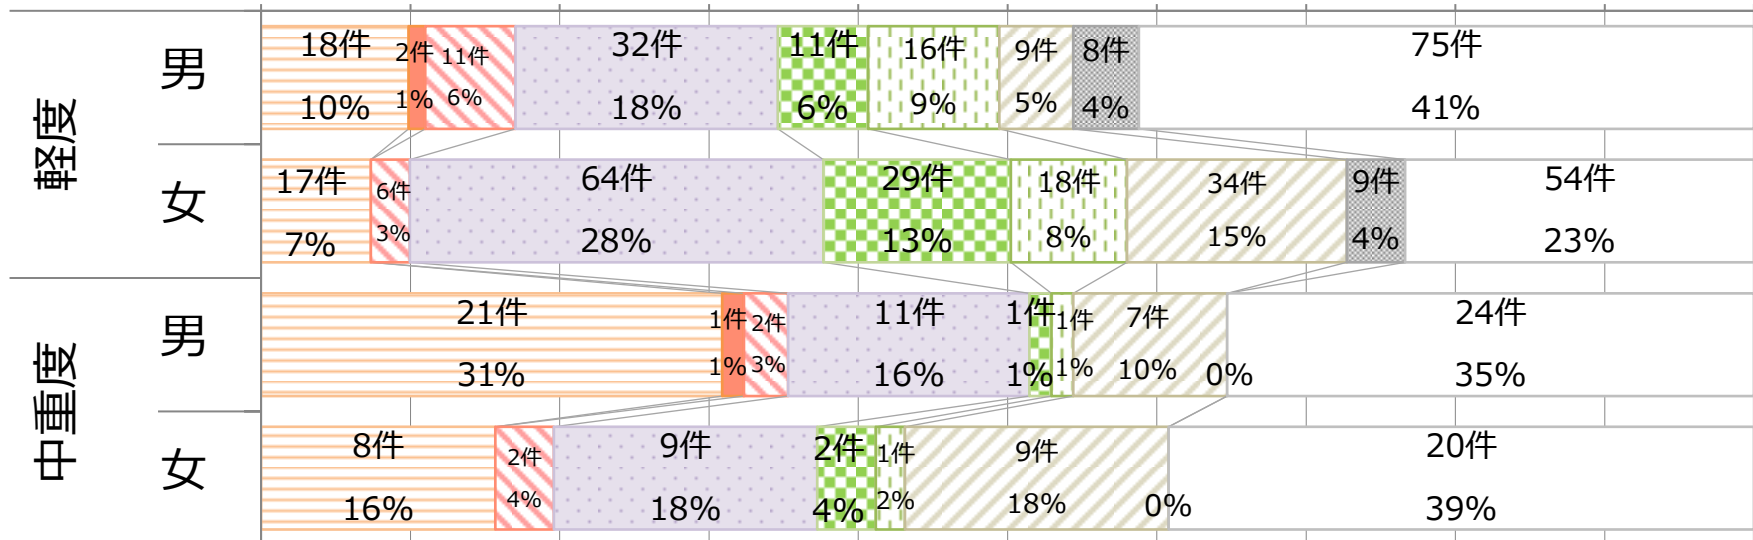 軽度
男
18件 2件 11件 32件 11件 16件 9件 8件 75件
10% 1% 6% 18% 6% 9% 5% 4% 41%
女
17件 6件 64件 29件 18件 34件 9件 54件
7% 3% 28% 13% 8% 15% 4% 23%
中重度
男
21件 1件 2件 11件 1件 1件 7件 24件
31% 1% 3% 16% 1% 1% 10% 0% 35%
女
8件 2件 9件 2件 1件 9件 20件
16% 4% 18% 4% 2% 18% 0% 39%